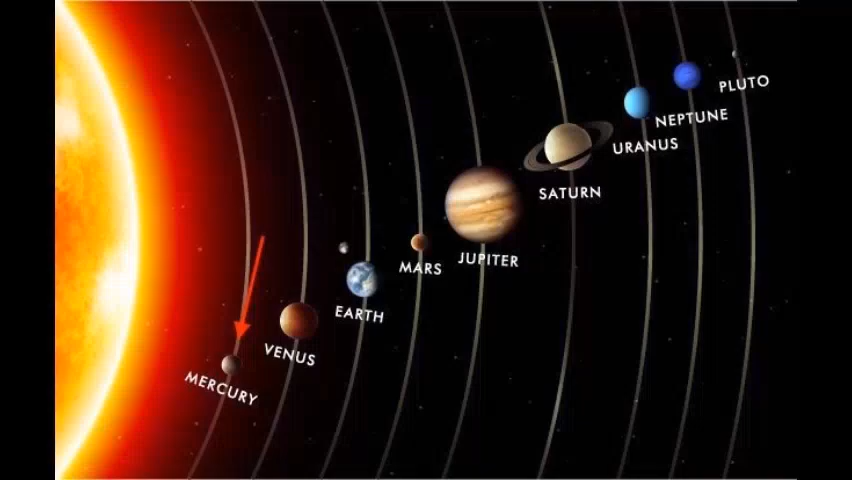 MERCURY
VENUS
EARTH
MARS
JUPITER
SATURN
URANUS
NEPTUNE
PLUTO